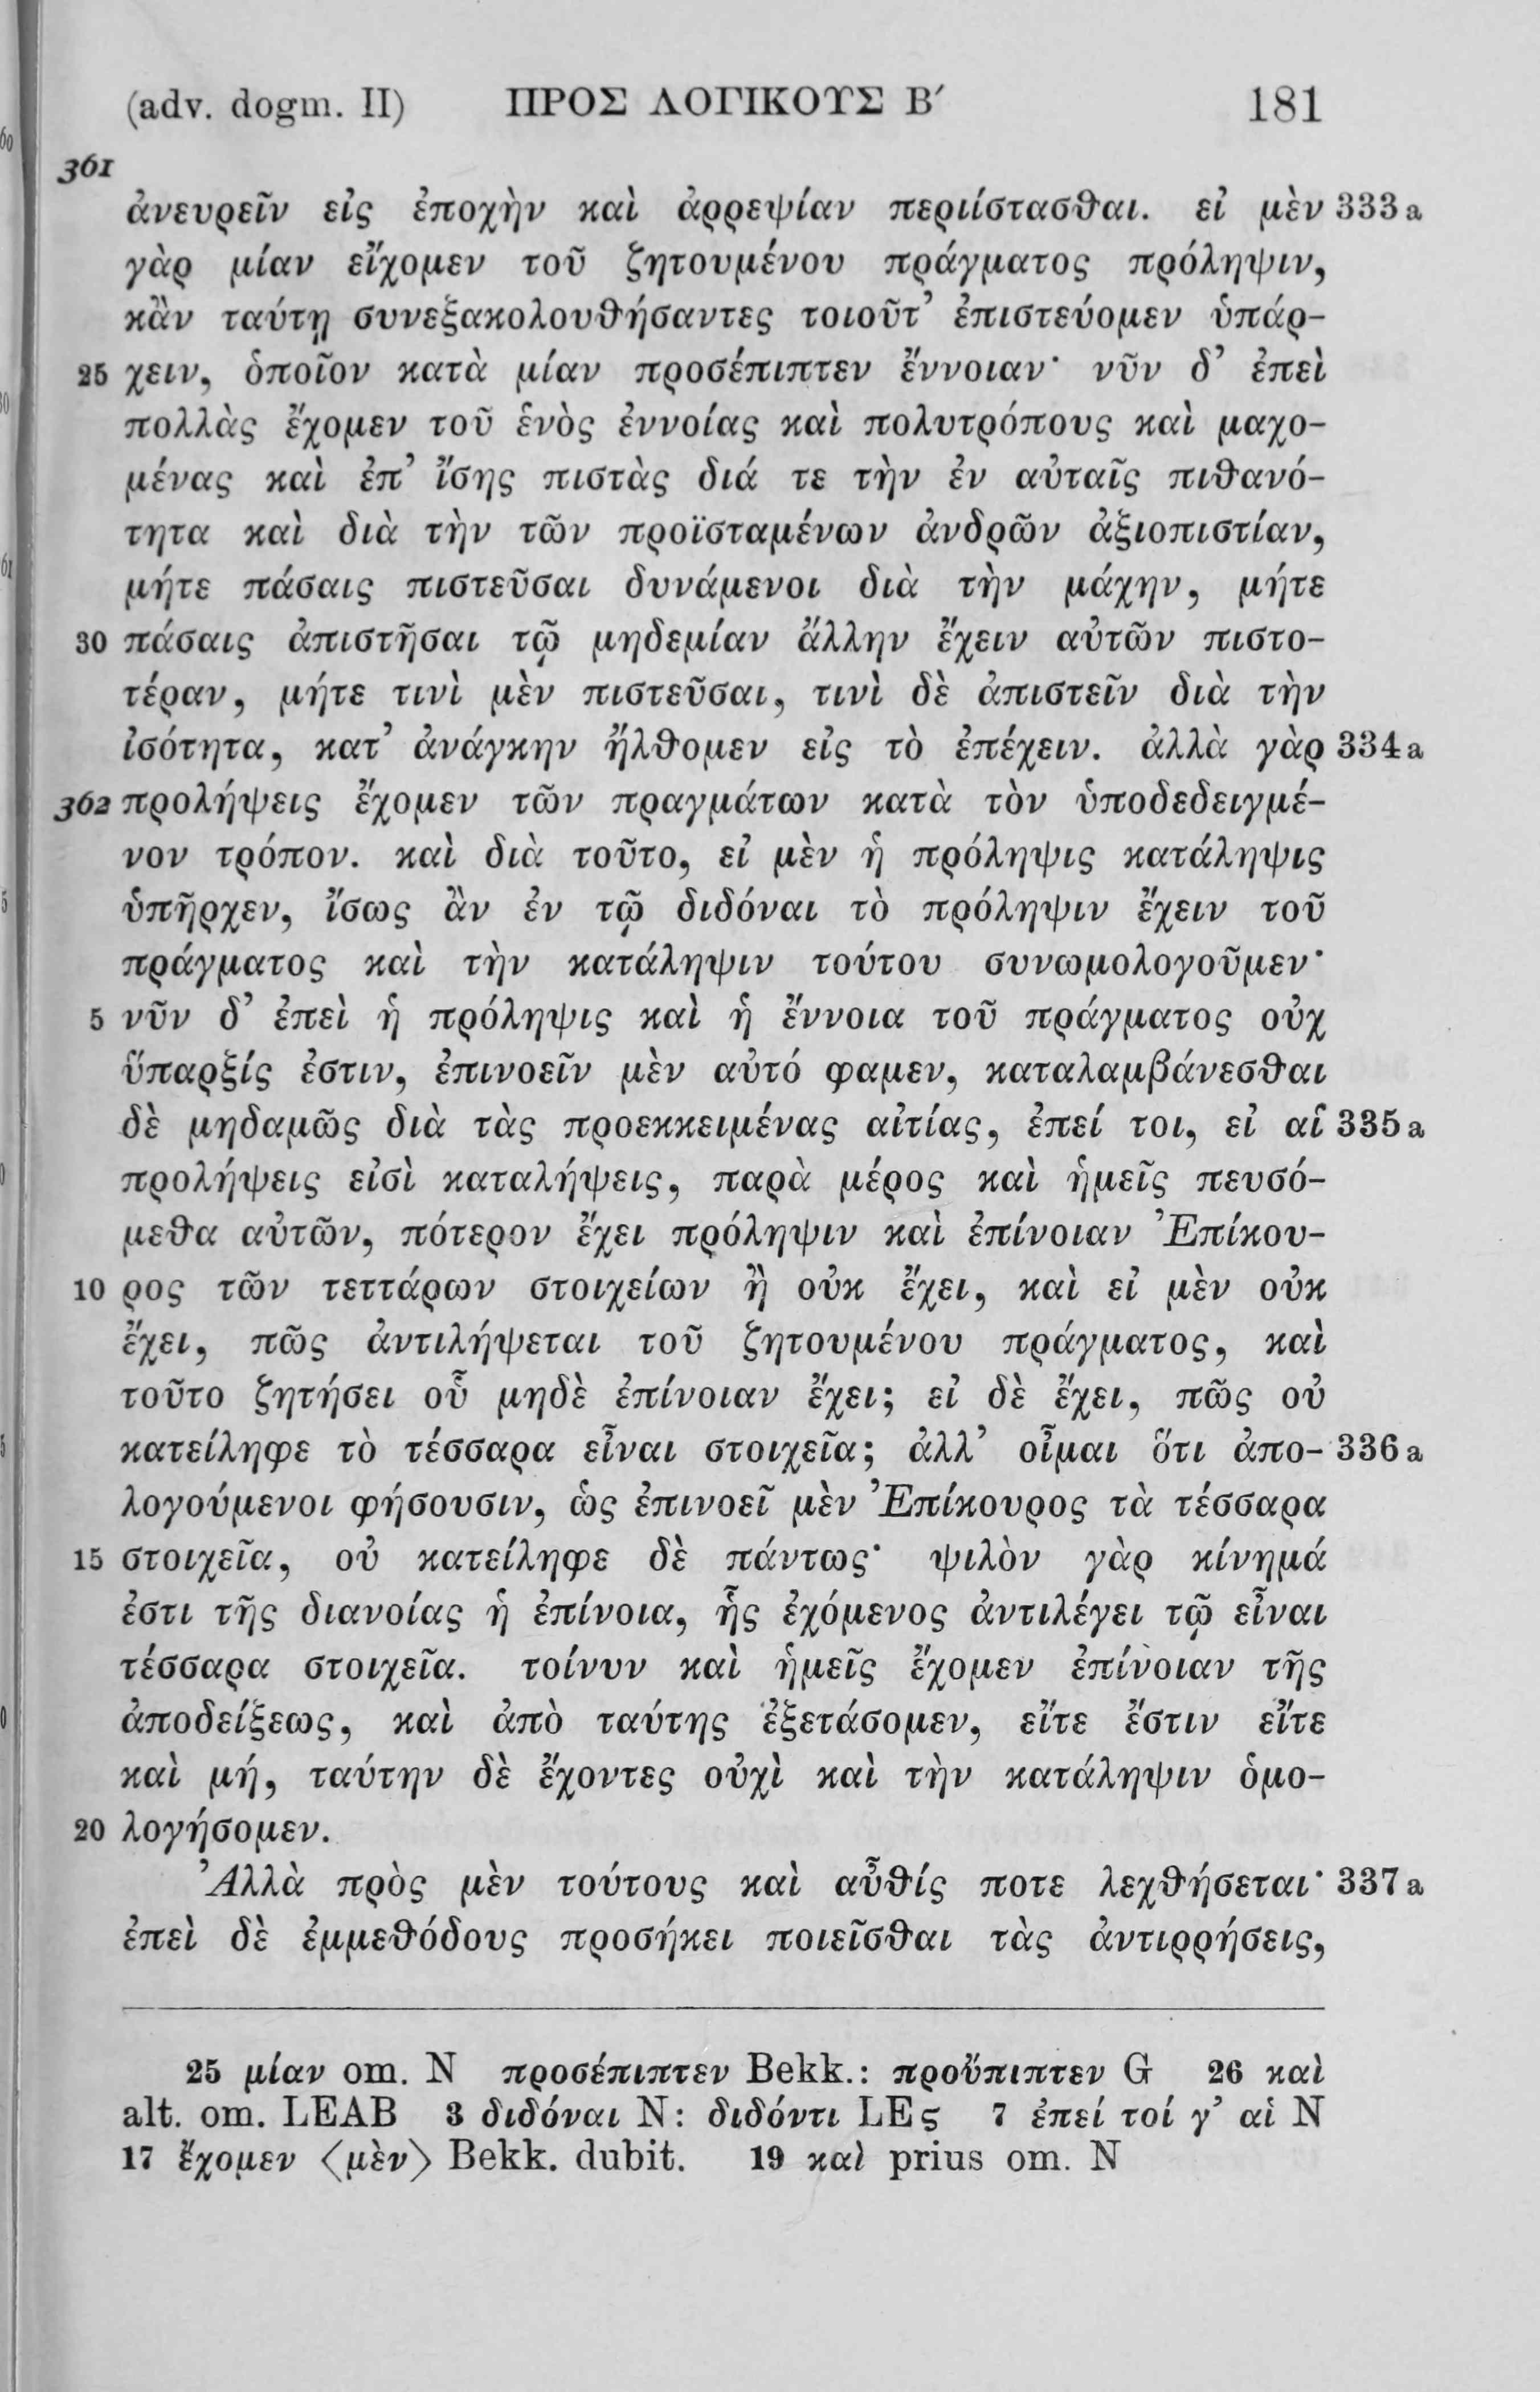 (adv. dogm. II) ΠΡΟΣ ΛΟΓΙΚΟΥΣ Β′ 181
361
ἀνευρεῖν εἰς ἐποχὴν καὶ ἀρρεψίαν περιίστασθαι. εἰ μὲν 333a
γὰρ μίαν εἴχομεν τοῦ ζητουμένου πράγματος πρόληψιν,
κἂν ταύτῃ συνεξακολουθήσαντες τοιοῦτ’ ἐπιστεύομεν ὑπάρ-
25 χειν, ὁποῖον κατὰ μίαν προσέπιπτεν ἔννοιαν· νῦν δ’ ἐπεὶ
πολλὰς ἔχομεν τοῦ ἑνὸς ἐννοίας καὶ πολυτρόπους καὶ μαχο-
μένας καὶ ἐπ’ ἴσης πιστὰς διά τε τὴν ἐν αὐταῖς πιθανό-
τητα καὶ διὰ τὴν τῶν προϊσταμένων ἀνδρῶν ἀξιοπιστίαν,
μήτε πάσαις πιστεῦσαι δυνάμενοι διὰ τὴν μάχην, μήτε
30 πάσαις ἀπιστῆσαι τῷ μηδεμίαν ἄλλην ἔχειν αὐτῶν πιστο-
τέραν, μήτε τινὶ μὲν πιστεῦσαι, τινὶ δὲ ἀπιστεῖν διὰ τὴν
ἰσότητα, κατ’ ἀνάγκην ἤλθομεν εἰς τὸ ἐπέχειν. ἀλλὰ γὰρ 334a
362 προλήψεις ἔχομεν τῶν πραγμάτων κατὰ τὸν ὑποδεδειγμέ-
νον τρόπον. καὶ διὰ τοῦτο, εἰ μὲν ἡ πρόληψις κατάληψις
ὑπῆρχεν, ἴσως ἂν ἐν τῷ διδόναι τὸ πρόληψιν ἔχειν τοῦ
πράγματος καὶ τὴν κατάληψιν τούτου συνωμολογοῦμεν·
5 νῦν δ’ ἐπεὶ ἡ πρόληψις καὶ ἡ ἔννοια τοῦ πράγματος οὐχ
ὕπαρξίς ἐστιν, ἐπινοεῖν μὲν αὐτό φαμεν, καταλαμβάνεσθαι
δὲ μηδαμῶς διὰ τὰς προεκκειμένας αἰτίας, ἐπεί τοι, εἰ αἱ 335a
προλήψεις εἰσὶ καταλήψεις, παρὰ μέρος καὶ ἡμεῖς πευσό-
μεθα αὐτῶν, πότερον ἔχει πρόληψιν καὶ ἐπίνοιαν Ἐπίκου-
10 ρος τῶν τεττάρων στοιχείων ἢ οὐκ ἔχει, καὶ εἰ μὲν οὐκ
ἔχει, πῶς ἀντιλήψεται τοῦ ζητουμένου πράγματος, καὶ
τοῦτο ζητήσει οὗ μηδὲ ἐπίνοιαν ἔχει; εἰ δὲ ἔχει, πῶς οὐ
κατείληφε τὸ τέσσαρα εἶναι στοιχεῖα; ἀλλ’ οἶμαι ὅτι ἀπο- 336a
λογούμενοι φήσουσιν, ὡς ἐπινοεῖ μὲν Ἐπίκουρος τὰ τέσσαρα
15 στοιχεῖα, οὐ κατείληφε δὲ πάντως· ψιλὸν γὰρ κίνημά
ἐστι τῆς διανοίας ἡ ἐπίνοια, ἧς ἐχόμενος ἀντιλέγει τῷ εἶναι
τέσσαρα στοιχεῖα. τοίνυν καὶ ἡμεῖς ἔχομεν ἐπίνοιαν τῆς
ἀποδείξεως, καὶ ἀπὸ ταύτης ἐξετάσομεν, εἴτε ἔστιν εἴτε
καὶ μή, ταύτην δὲ ἔχοντες οὐχὶ καὶ τὴν κατάληψιν ὁμο-
20 λογήσομεν.
Ἀλλὰ πρὸς μὲν τούτους καὶ αὖθίς ποτε λεχθήσεται· 337a
ἐπεὶ δὲ ἐμμεθόδους προσήκει ποιεῖσθαι τὰς ἀντιρρήσεις,
25 μίαν om. N προσέπιπτεν Bekk.: προὔπιπτεν G 26 καὶ
alt. om. LEAB 3 διδόναι N: διδόντι LEς 7 ἐπεί τοί γ’ αἱ N
17 ἔχομεν ⟨μὲν⟩ Bekk. dubit. 19 καὶ prius om. N